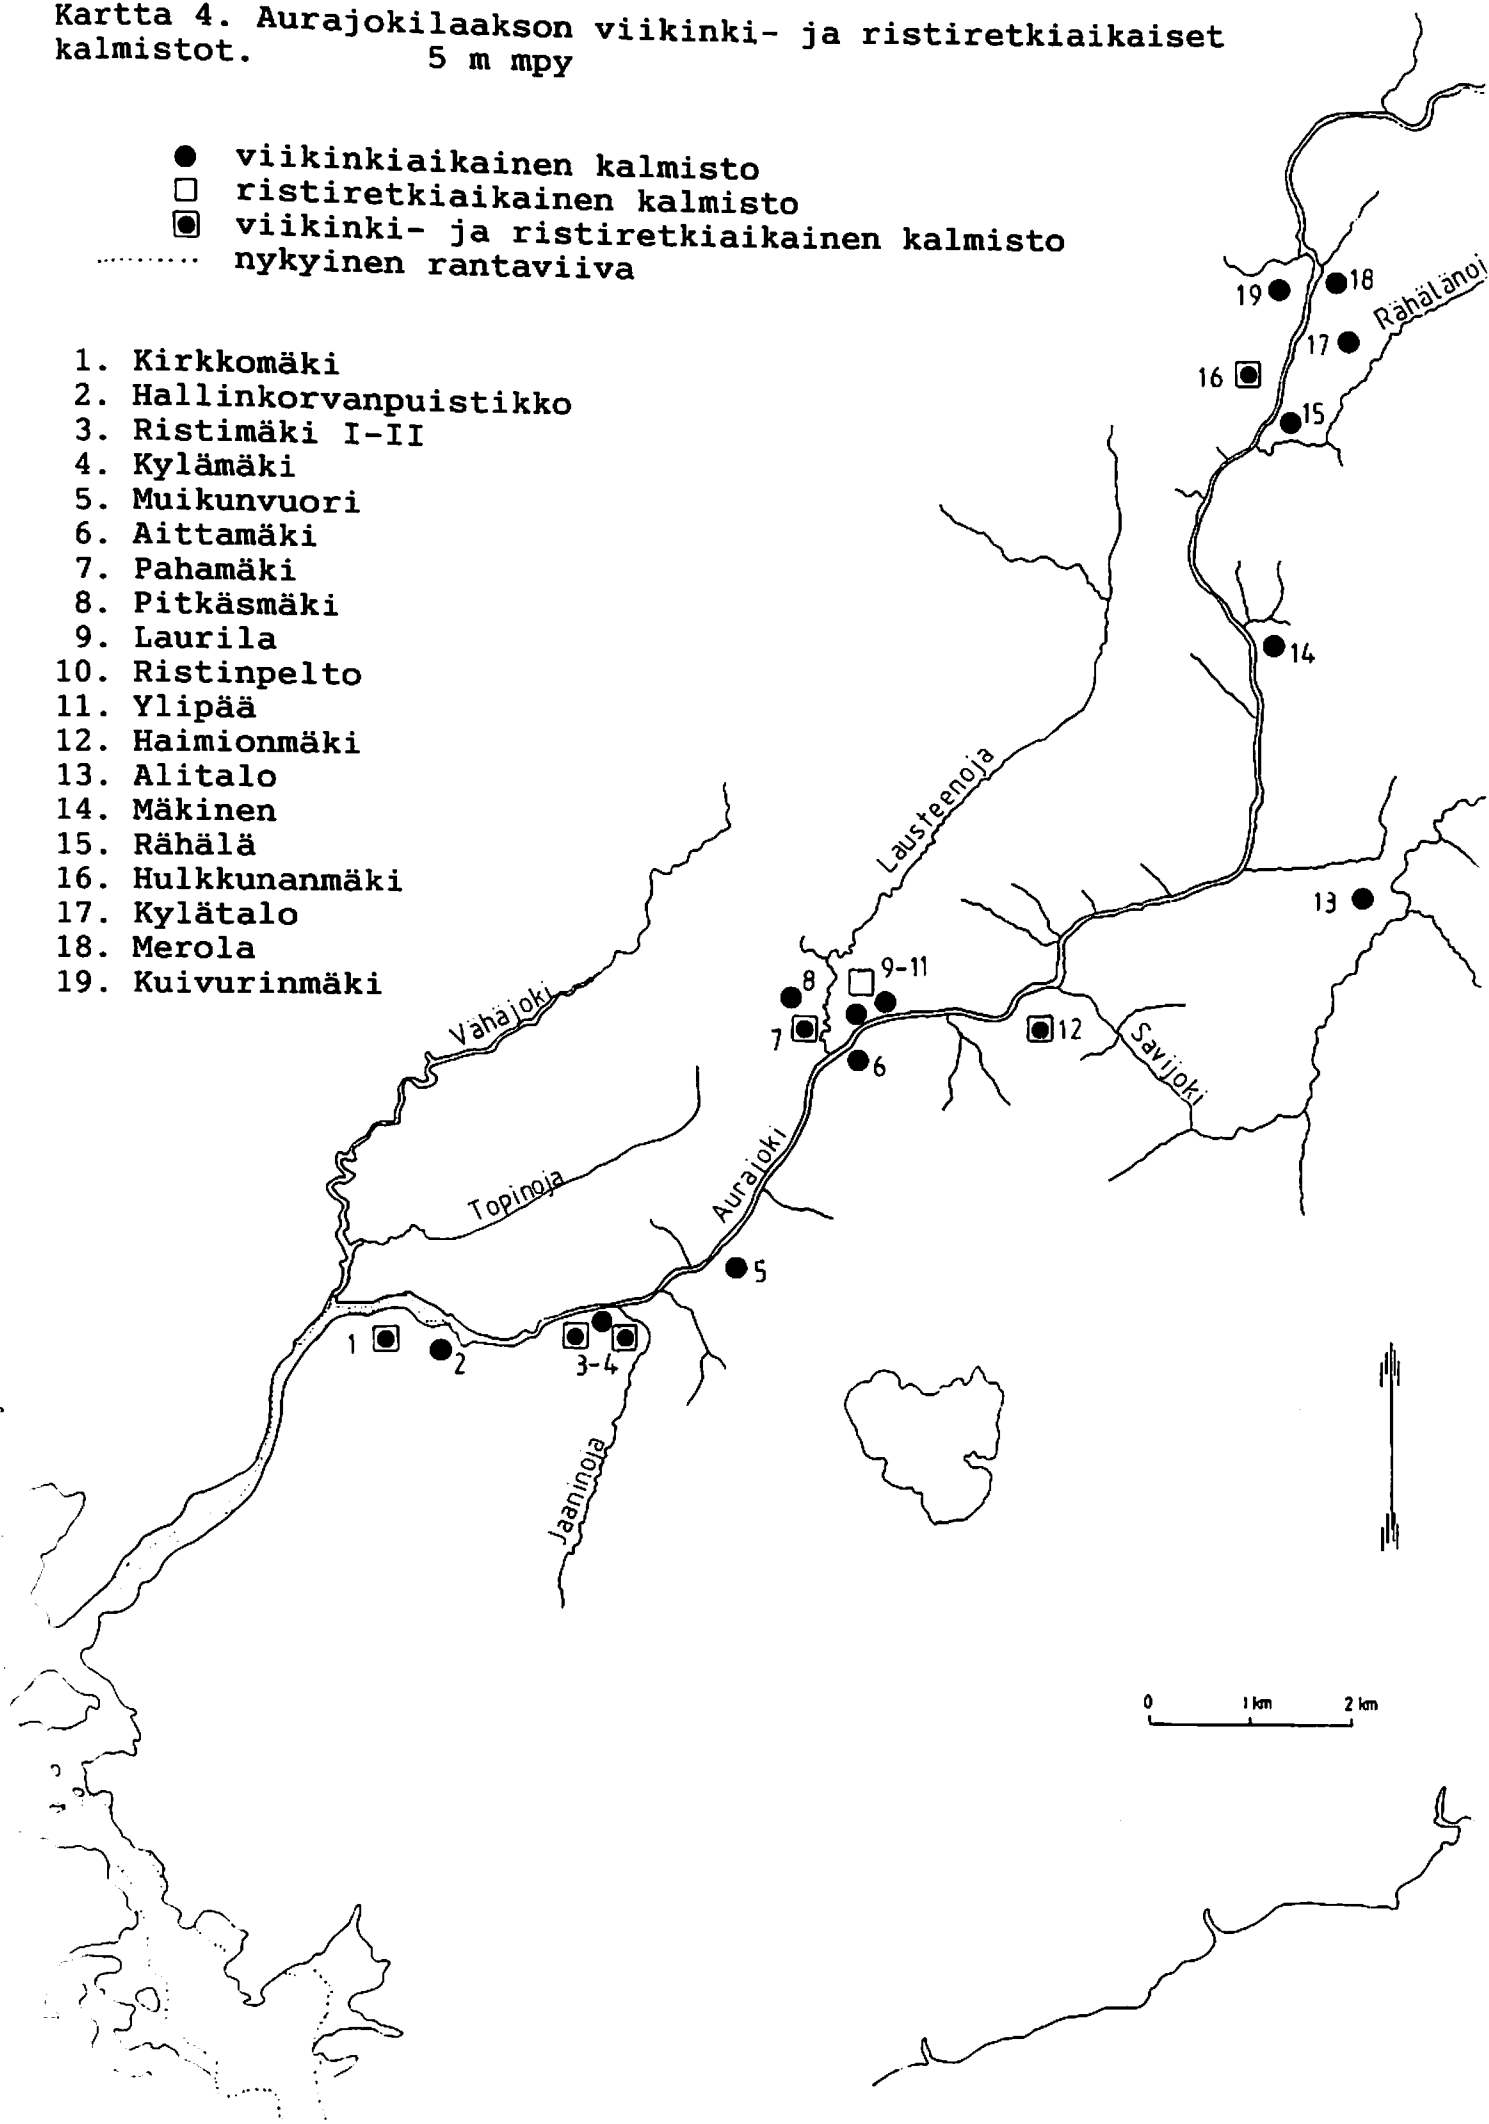 Kartta 4. Aurajokilaakson viikinki- ja ristiretkiaikaiset
kalmistot. 5 m mpy
viikinkiaikainen kalmisto
ristiretkiaikainen kalmisto
viikinki- ja ristiretkiaikainen kalmisto
nykyinen rantaviiva
1. Kirkkomäki
2. Hallinkorvanpuistikko
3. Ristimäki I-II
4. Kylämäki
5. Muikunvuori
6. Aittamäki
7. Pahamäki
8. Pitkäsmäki
9. Laurila
10. Ristinpelto
11. Ylipää
12. Haimionmäki
13. Alitalo
14. Mäkinen
15. Rähälä
16. Hulkkunanmäki
17. Kylätalo
18. Merola
19. Kuivurinmäki
19
18
Rähälänoj
17
16
15
14
Lausteenoja
13
9-11
8
Vähäjoki
7
12
Savijoki
6
Aurajoki
Topinoja
5
1
2
3-4
Jaaninoja
0 1 km 2 km